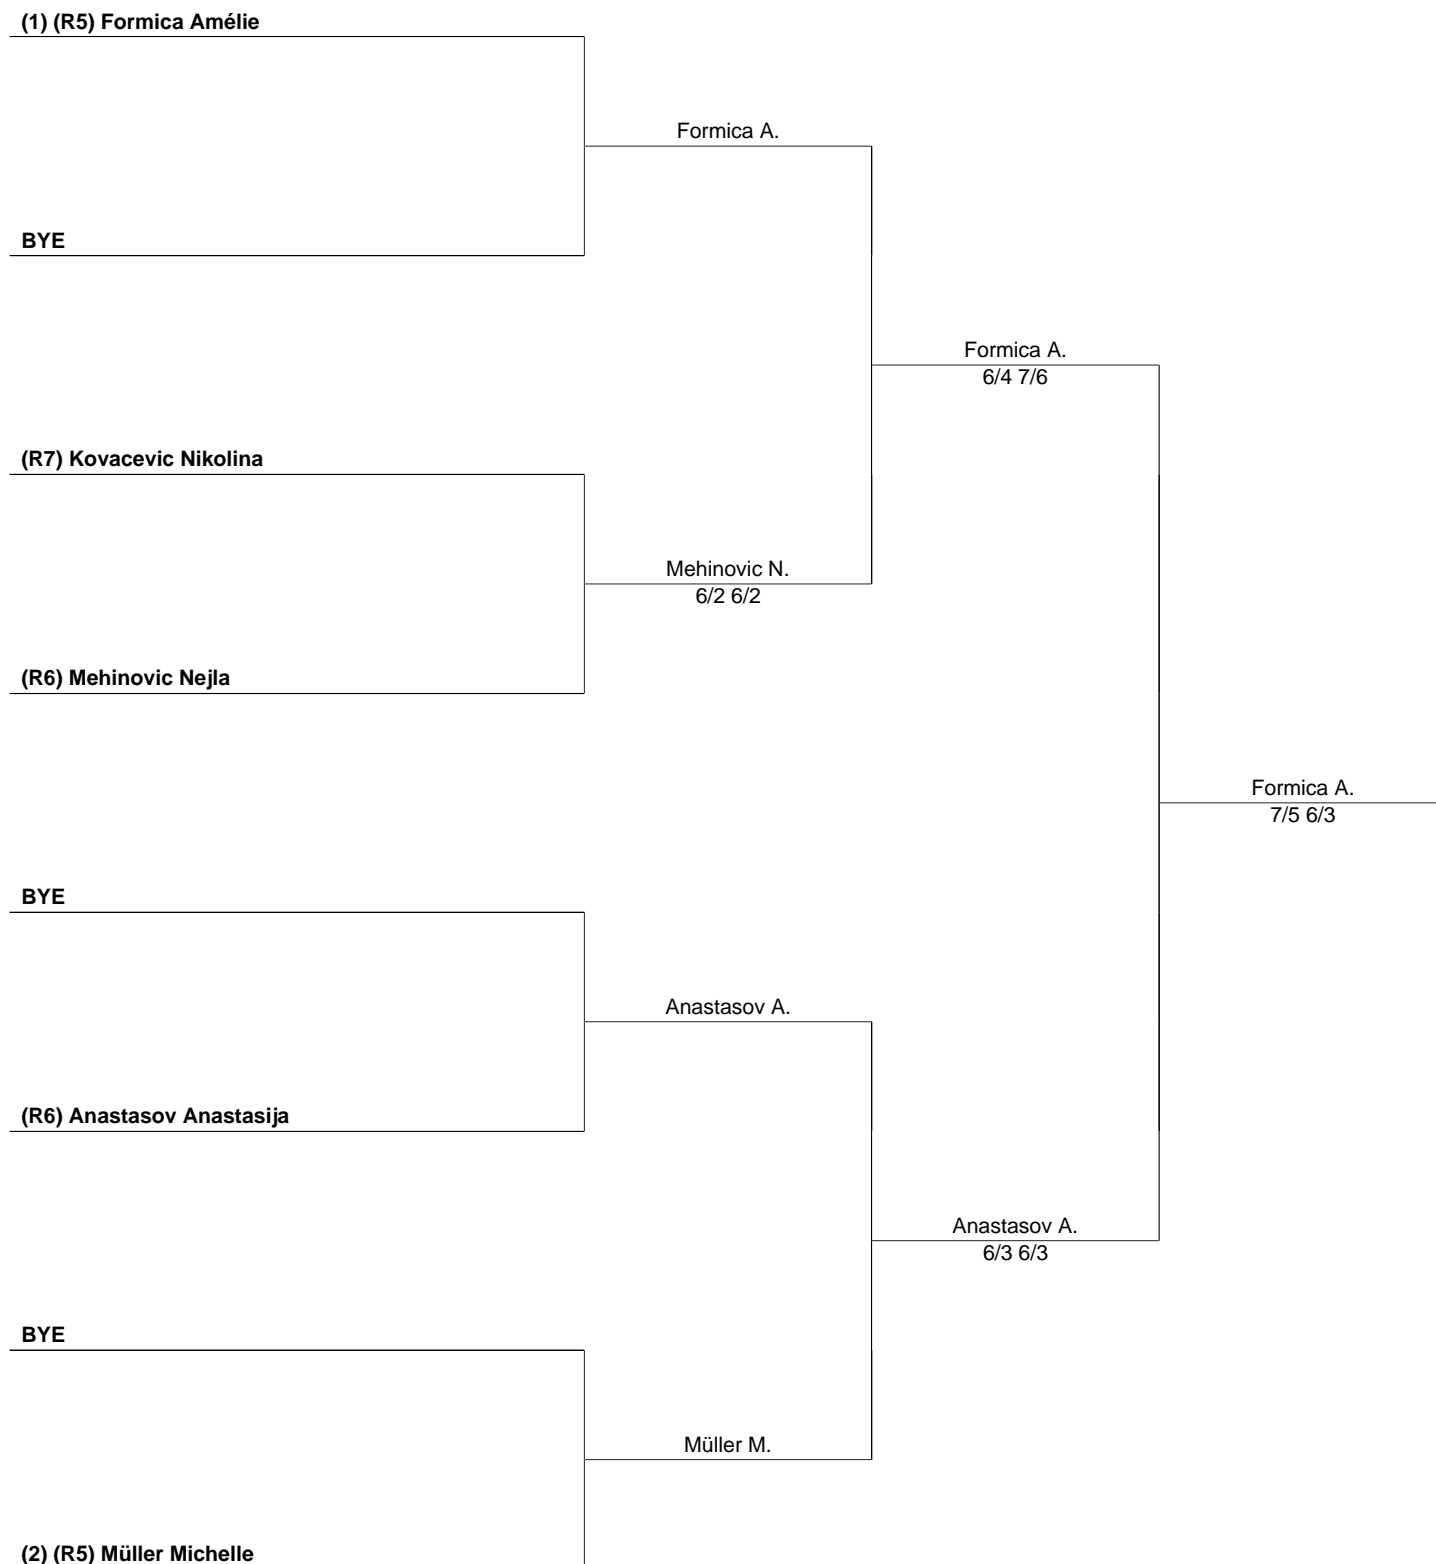 (1) (R5) Formica Amélie
Formica A.
BYE
Formica A.
6/4 7/6
(R7) Kovacevic Nikolina
Mehinovic N.
6/2 6/2
(R6) Mehinovic Nejla
Formica A.
7/5 6/3
BYE
Anastasov A.
(R6) Anastasov Anastasija
Anastasov A.
6/3 6/3
BYE
Müller M.
(2) (R5) Müller Michelle